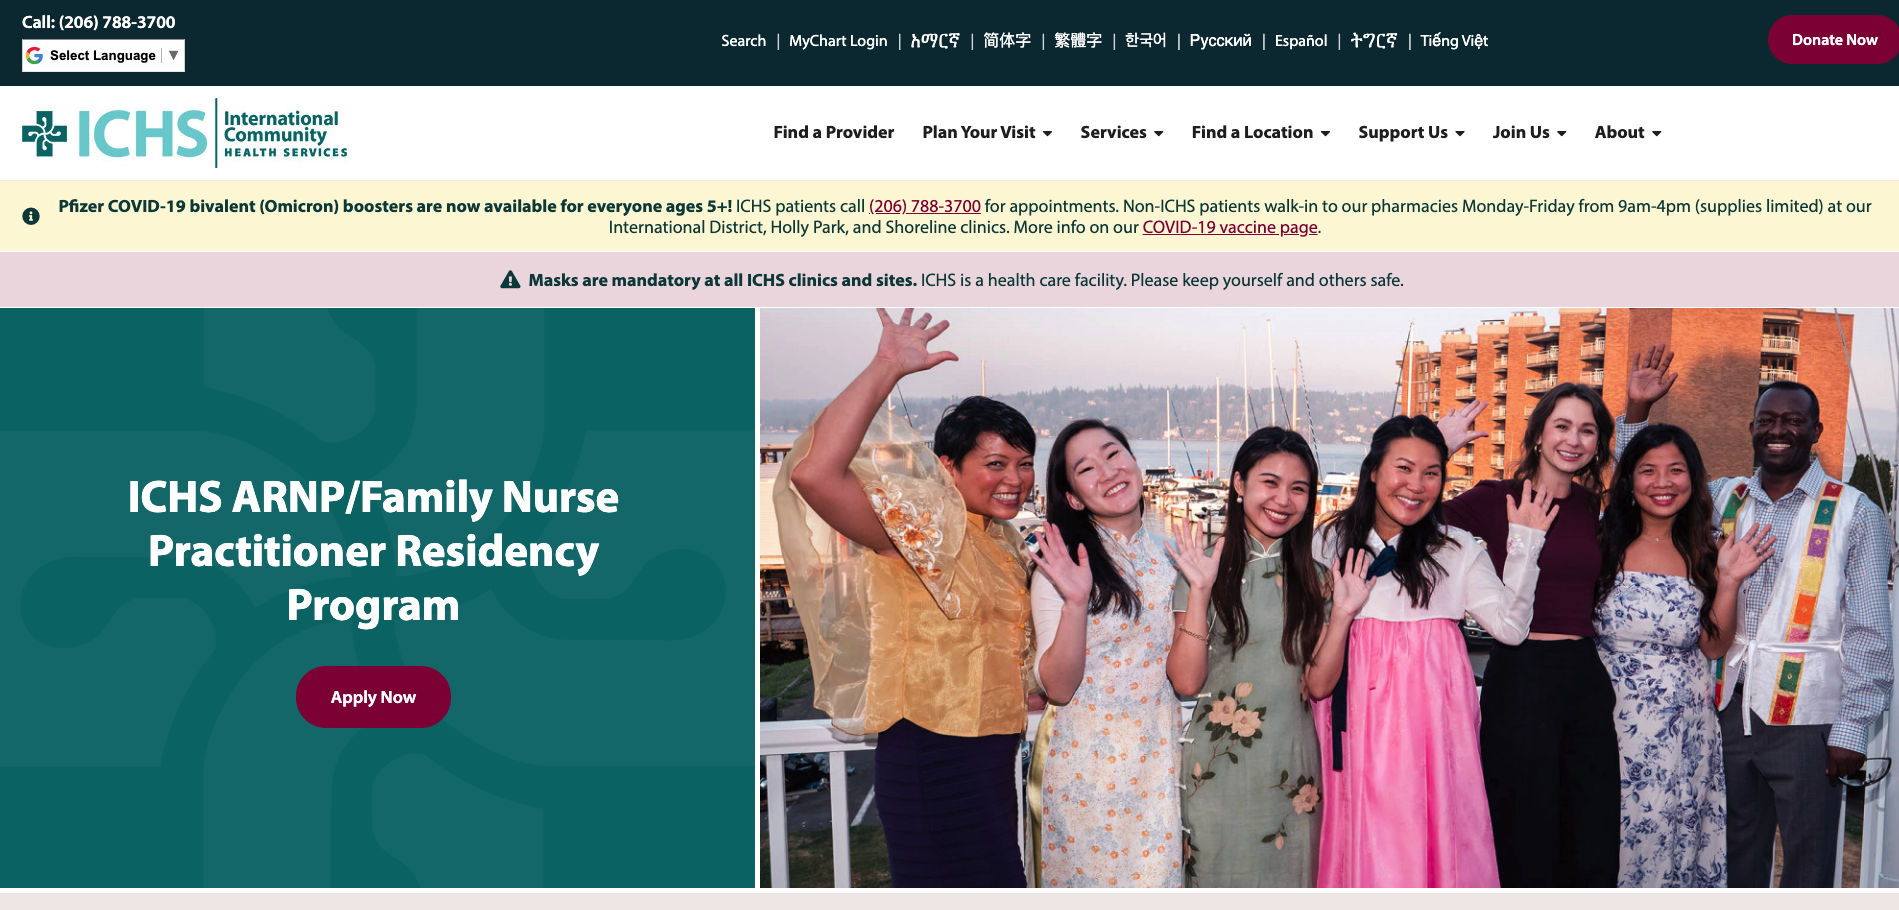 Call: (206) 788-3700
Select Language ▼
Search | MyChart Login | አማርኛ | 简体字 | 繁體字 | 한국어 | Русский | Español | ትግርኛ | Tiếng Việt
Donate Now
ICHS
International
Community
HEALTH SERVICES
Find a Provider
Plan Your Visit
Services
Find a Location
Support Us
Join Us
About
Pfizer COVID-19 bivalent (Omicron) boosters are now available for everyone ages 5+! ICHS patients call (206) 788-3700 for appointments. Non-ICHS patients walk-in to our pharmacies Monday-Friday from 9am-4pm (supplies limited) at our
International District, Holly Park, and Shoreline clinics. More info on our COVID-19 vaccine page.
Masks are mandatory at all ICHS clinics and sites. ICHS is a health care facility. Please keep yourself and others safe.
ICHS ARNP/Family Nurse
Practitioner Residency
Program
Apply Now